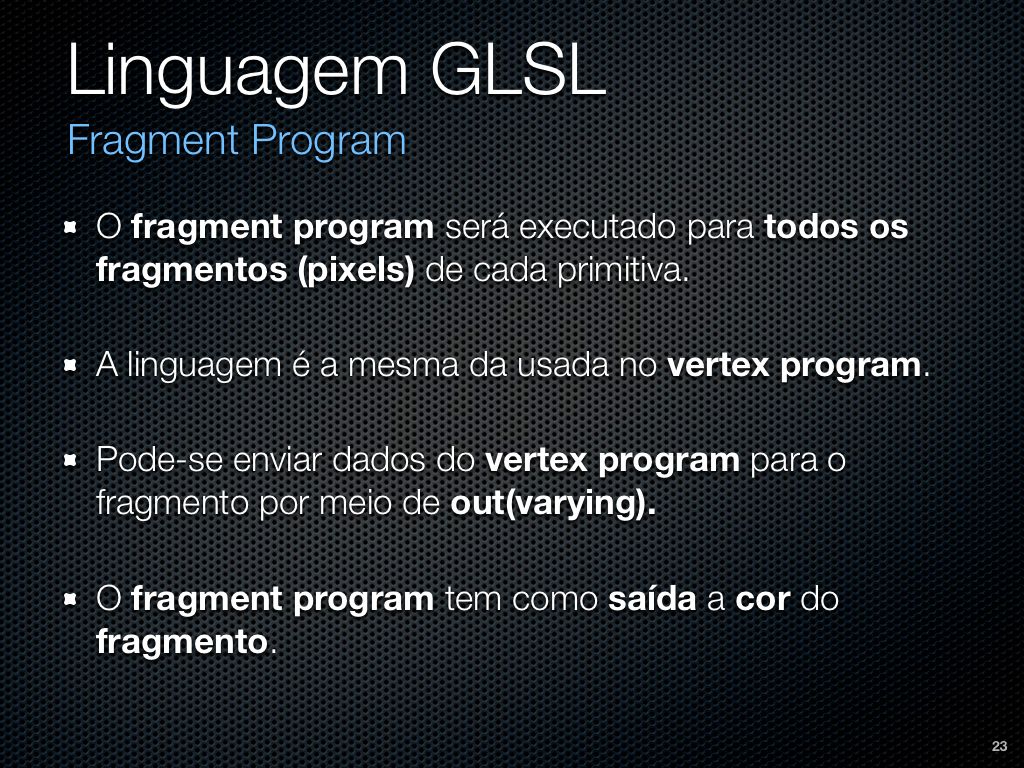 Linguagem GLSL
Fragment Program
O fragment program será executado para todos os
fragmentos (pixels) de cada primitiva.
A linguagem é a mesma da usada no vertex program.
Pode-se enviar dados do vertex program para o
fragmento por meio de out(varying).
O fragment program tem como saída a cor do
fragmento.
23